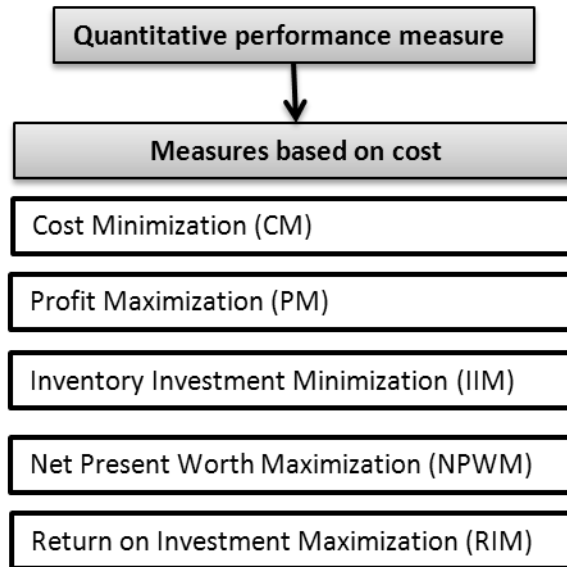 Quantitative performance measure
Measures based on cost
Cost Minimization (CM)
Profit Maximization (PM)
Inventory Investment Minimization (IIM)
Net Present Worth Maximization (NPWM)
Return on Investment Maximization (RIM)